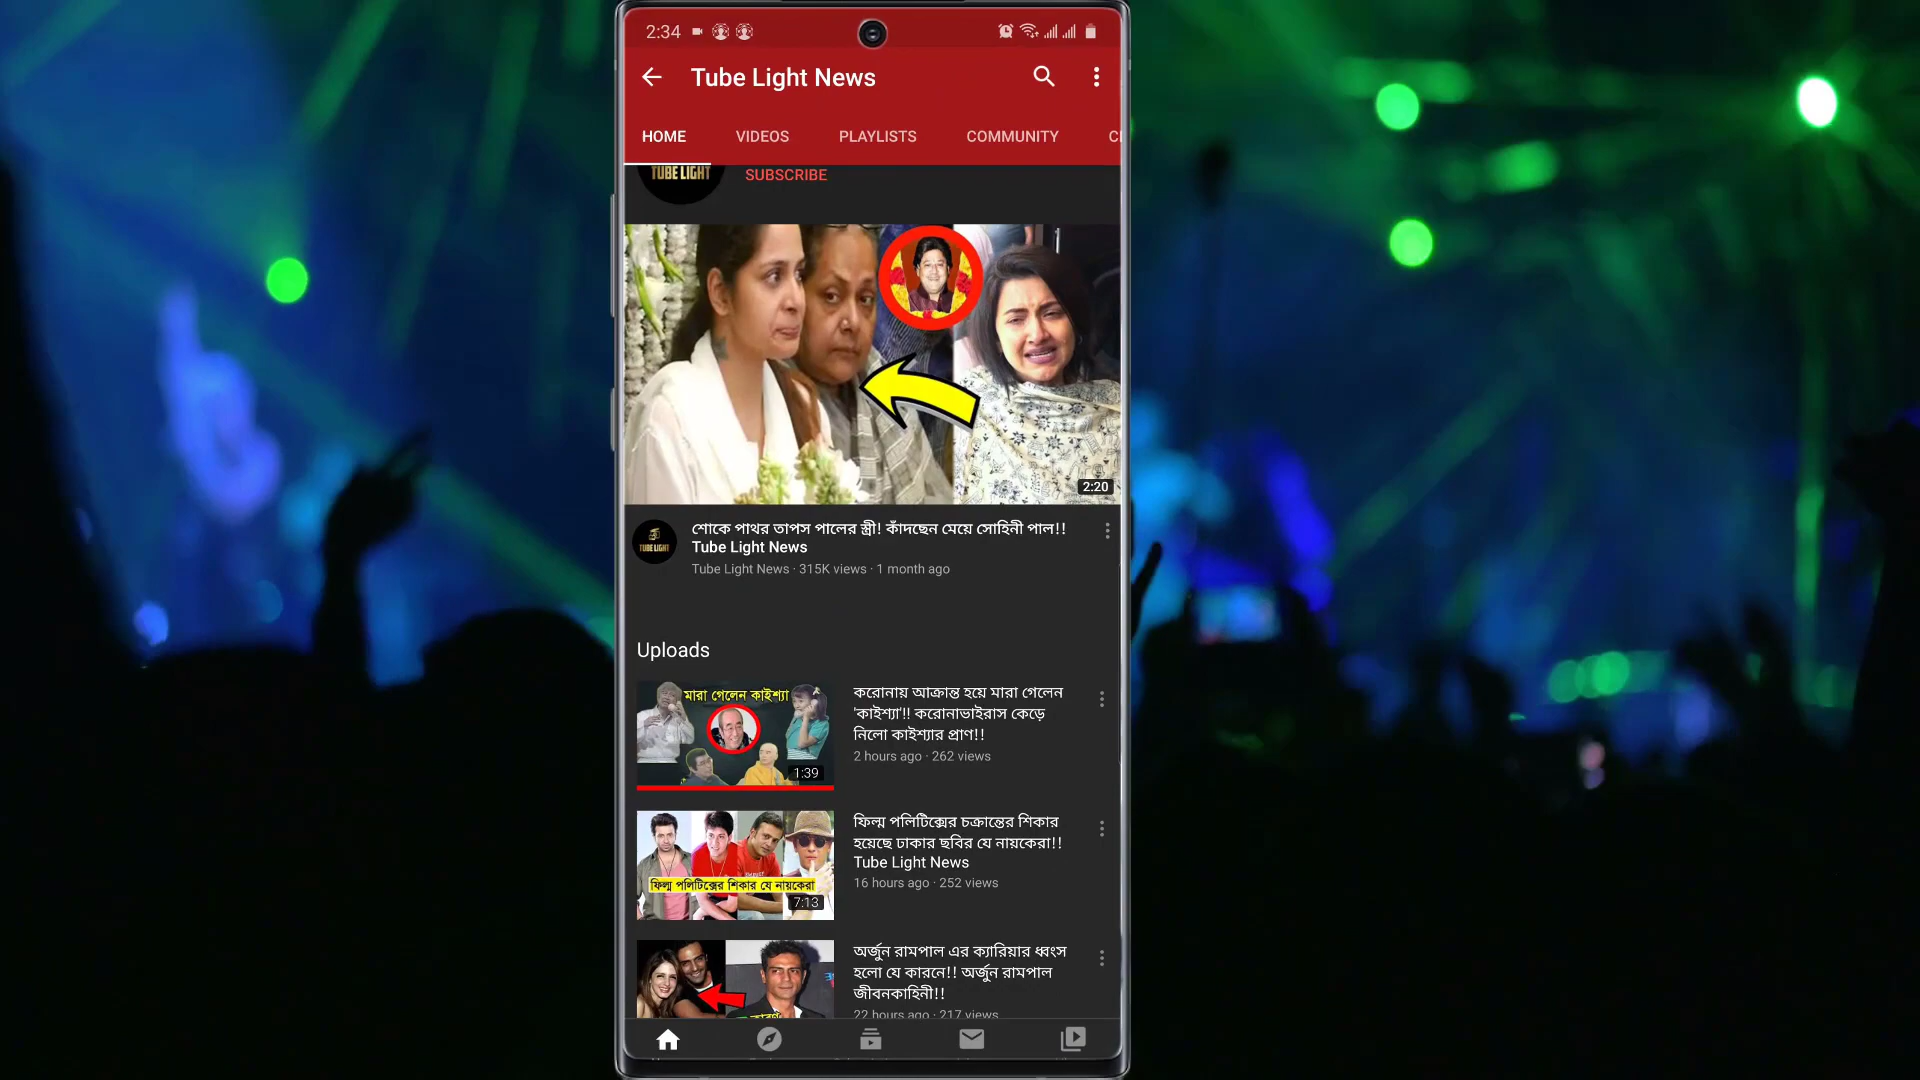 2:34
Tube Light News
HOME VIDEOS PLAYLISTS COMMUNITY
TUBE LIGHT
SUBSCRIBE
2:20
শোকে পাথর তাপস পালের স্ত্রী! কাঁদছেন মেয়ে সোহিনী পাল!!
TUBE LIGHT
Tube Light News
Tube Light News · 315K views · 1 month ago
Uploads
মারা গেলেন কাইশ্যা
1:39
করোনায় আক্রান্ত হয়ে মারা গেলেন
'কাইশ্যা'!! করোনাভাইরাস কেড়ে
নিলো কাইশ্যার প্রাণ!!
2 hours ago · 262 views
ফিল্ম পলিটিক্সের শিকার যে নায়কেরা
7:13
ফিল্ম পলিটিক্সের চক্রান্তের শিকার
হয়েছে ঢাকার ছবির যে নায়কেরা!!
Tube Light News
16 hours ago · 252 views
অর্জুন রামপাল এর ক্যারিয়ার ধ্বংস
হলো যে কারনে!! অর্জুন রামপাল
জীবনকাহিনী!!
22 hours ago · 217 views